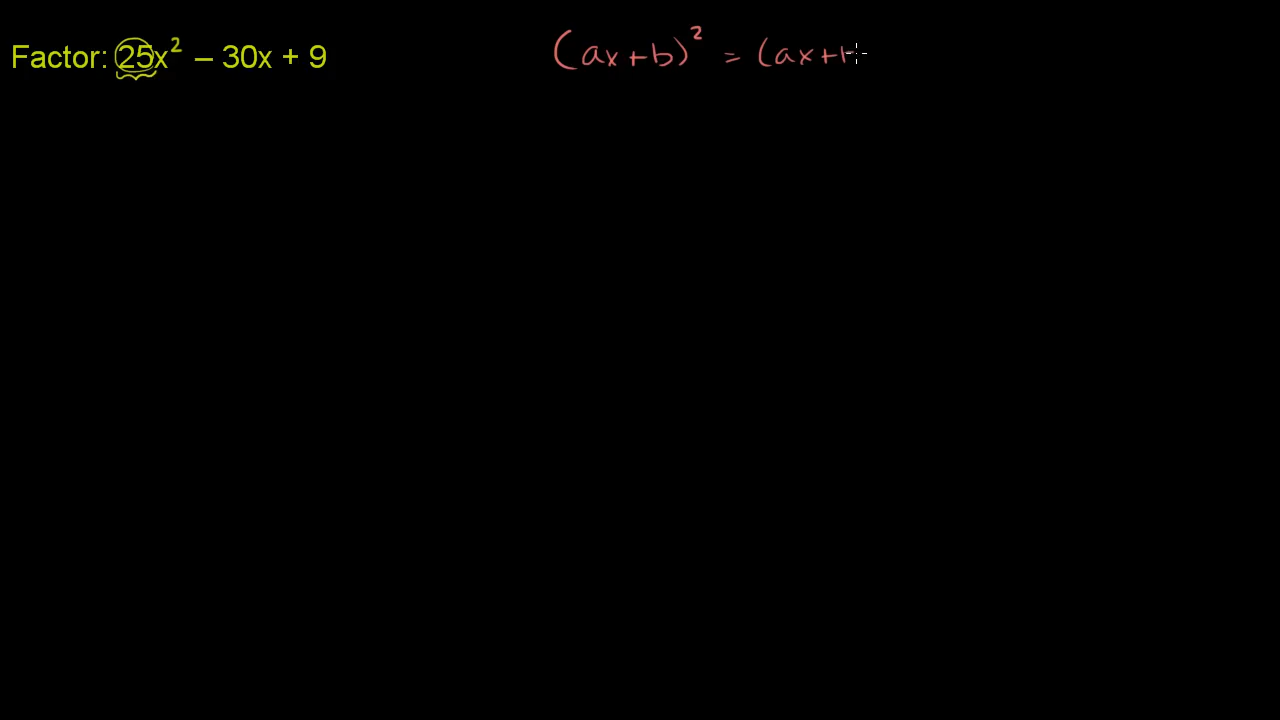 Factor: 25x² – 30x + 9
(ax+b)² = (ax+